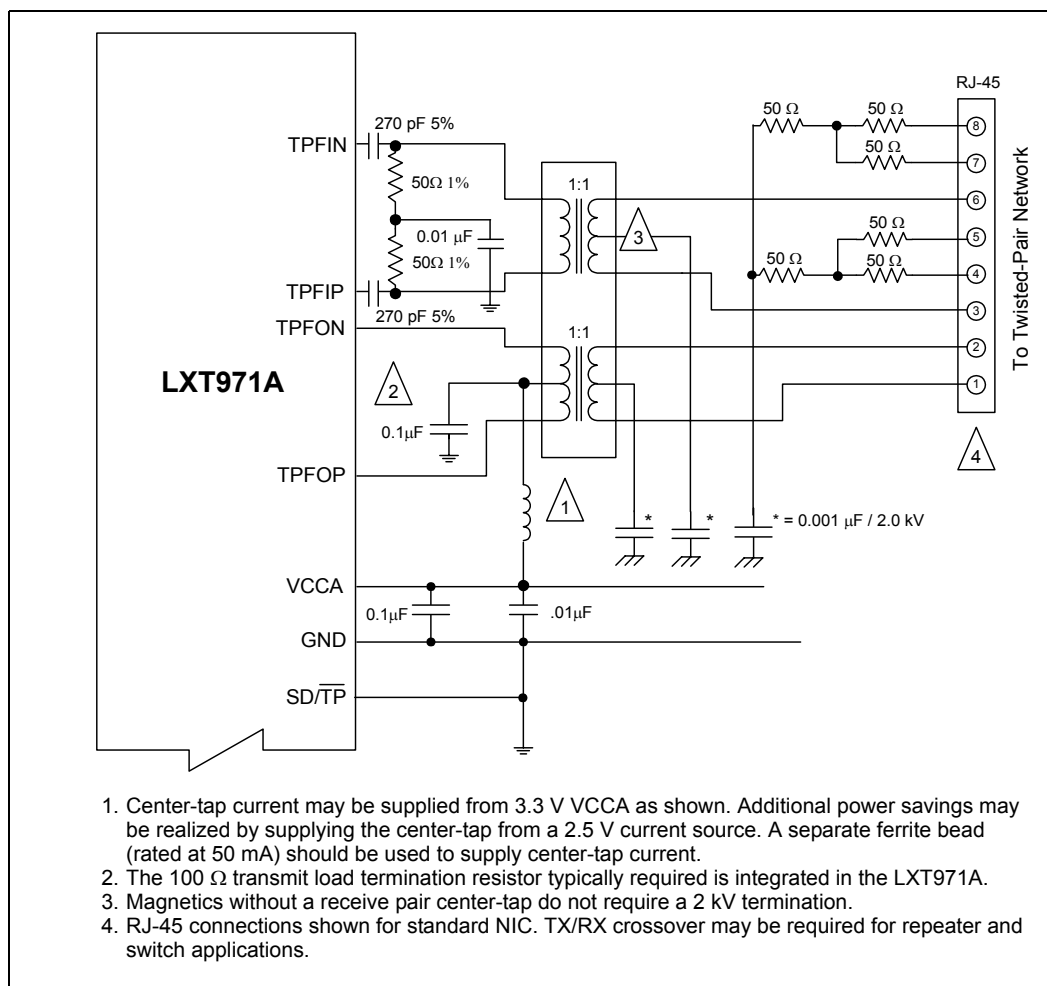 RJ-45
50 Ω
50 Ω
8
270 pF 5%
TPFIN
50 Ω
7
50Ω 1%
1:1
6
3
50 Ω
5
0.01 µF
50 Ω
50 Ω
4
50Ω 1%
TPFIP
3
270 pF 5%
TPFON
1:1
2
To Twisted-Pair Network
LXT971A
2
1
0.1µF
4
TPFOP
1
*
*
* = 0.001 µF / 2.0 kV
VCCA
0.1µF
.01µF
GND
SD/TP
1. Center-tap current may be supplied from 3.3 V VCCA as shown. Additional power savings may
be realized by supplying the center-tap from a 2.5 V current source. A separate ferrite bead
(rated at 50 mA) should be used to supply center-tap current.
2. The 100 Ω transmit load termination resistor typically required is integrated in the LXT971A.
3. Magnetics without a receive pair center-tap do not require a 2 kV termination.
4. RJ-45 connections shown for standard NIC. TX/RX crossover may be required for repeater and
switch applications.